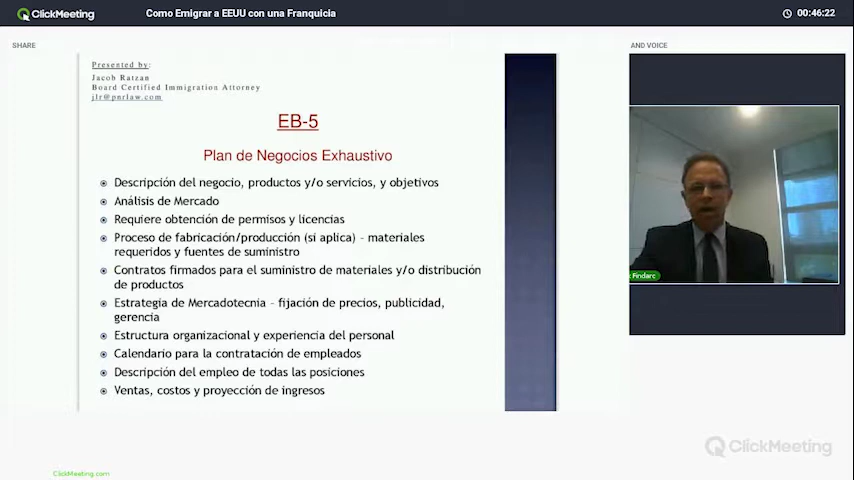 ClickMeeting
Como Emigrar a EEUU con una Franquicia
00:46:22
SHARE
AND VOICE
Presented by:
Jacob Ratzan
Board Certified Immigration Attorney
jlr@pnrlaw.com
EB-5
Plan de Negocios Exhaustivo
Descripción del negocio, productos y/o servicios, y objetivos
Análisis de Mercado
Requiere obtención de permisos y licencias
Proceso de fabricación/producción (si aplica) – materiales
requeridos y fuentes de suministro
Contratos firmados para el suministro de materiales y/o distribución
de productos
Estrategia de Mercadotecnia – fijación de precios, publicidad,
gerencia
Estructura organizacional y experiencia del personal
Calendario para la contratación de empleados
Descripción del empleo de todas las posiciones
Ventas, costos y proyección de ingresos
Findarc
ClickMeeting
ClickMeeting.com